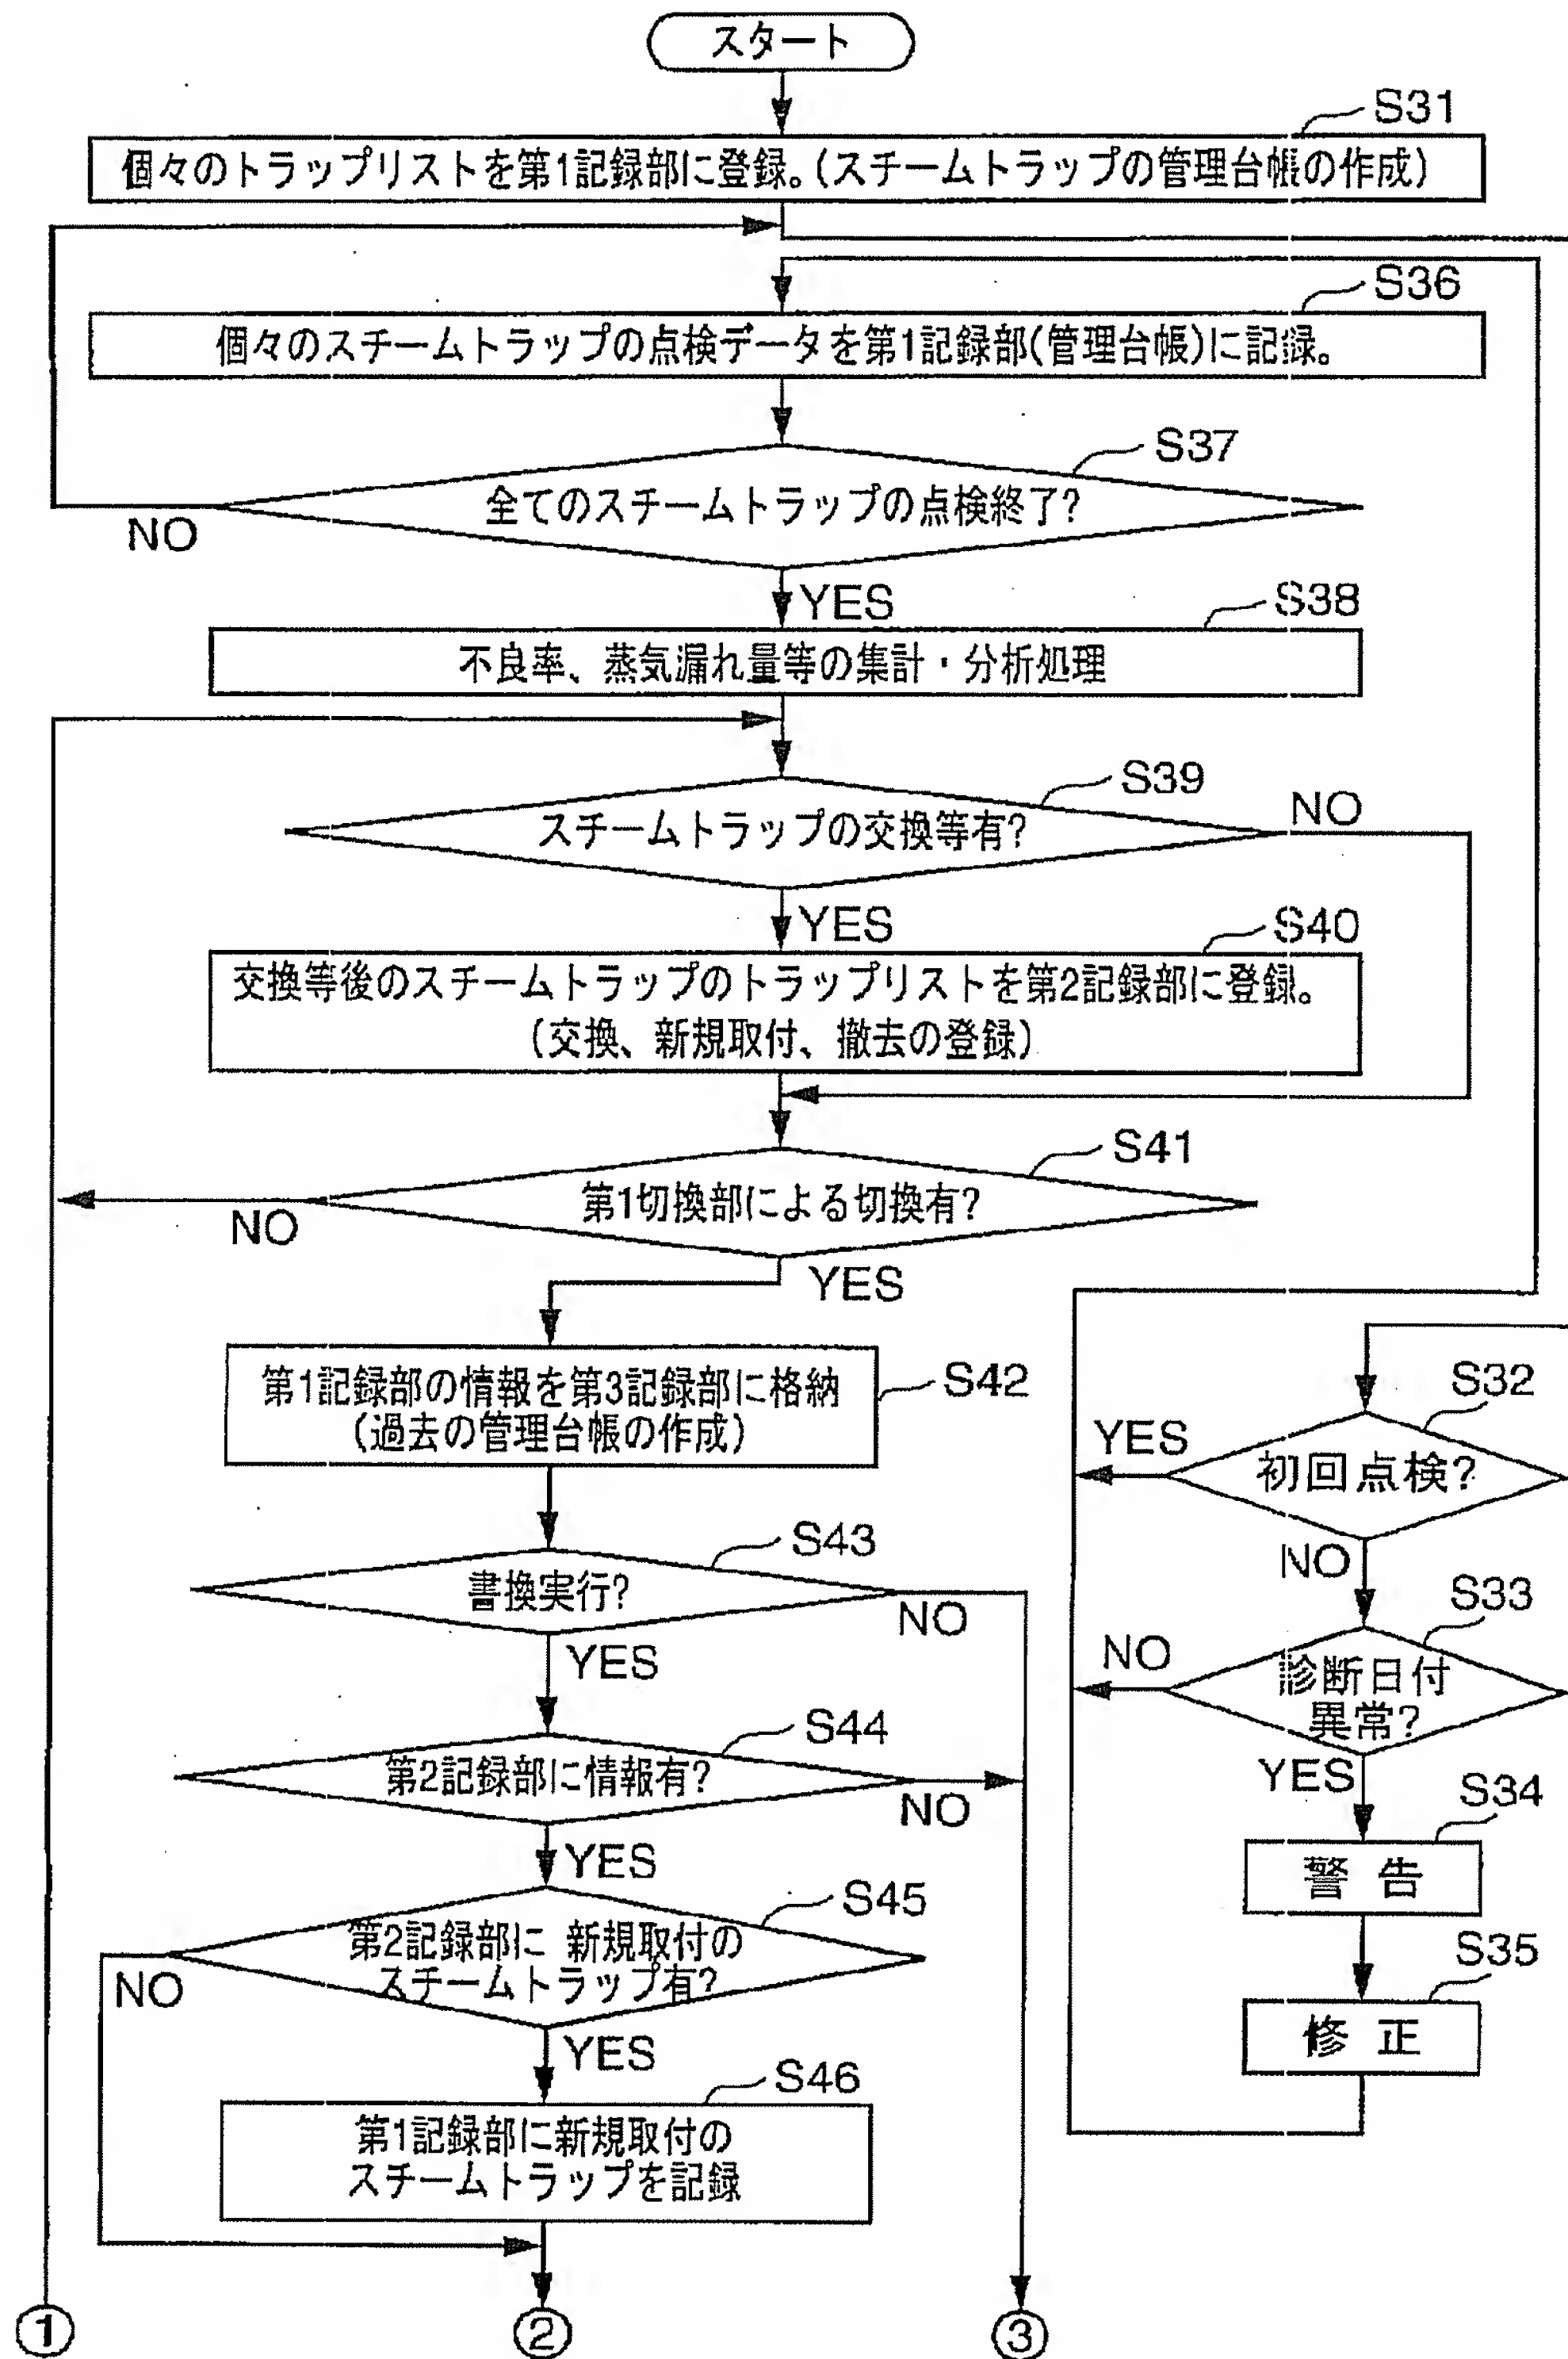 スタート
S31
個々のトラップリストを第1記録部に登録。(スチームトラップの管理台帳の作成)
S36
個々のスチームトラップの点検データを第1記録部(管理台帳)に記録。
S37
全てのスチームトラップの点検終了?
NO
YES
S38
不良率、蒸気漏れ量等の集計・分析処理
S39
スチームトラップの交換等有?
NO
YES
S40
交換等後のスチームトラップのトラップリストを第2記録部に登録。
(交換、新規取付、撤去の登録)
S41
第1切換部による切換有?
NO
YES
第1記録部の情報を第3記録部に格納
(過去の管理台帳の作成)
S42
S43
書換実行?
NO
YES
S44
第2記録部に情報有?
NO
YES
S45
第2記録部に 新規取付の
スチームトラップ有?
NO
YES
S46
第1記録部に新規取付の
スチームトラップを記録
S32
YES
初回点検?
NO
S33
NO
診断日付
異常?
YES
S34
警 告
S35
修 正
①
②
③